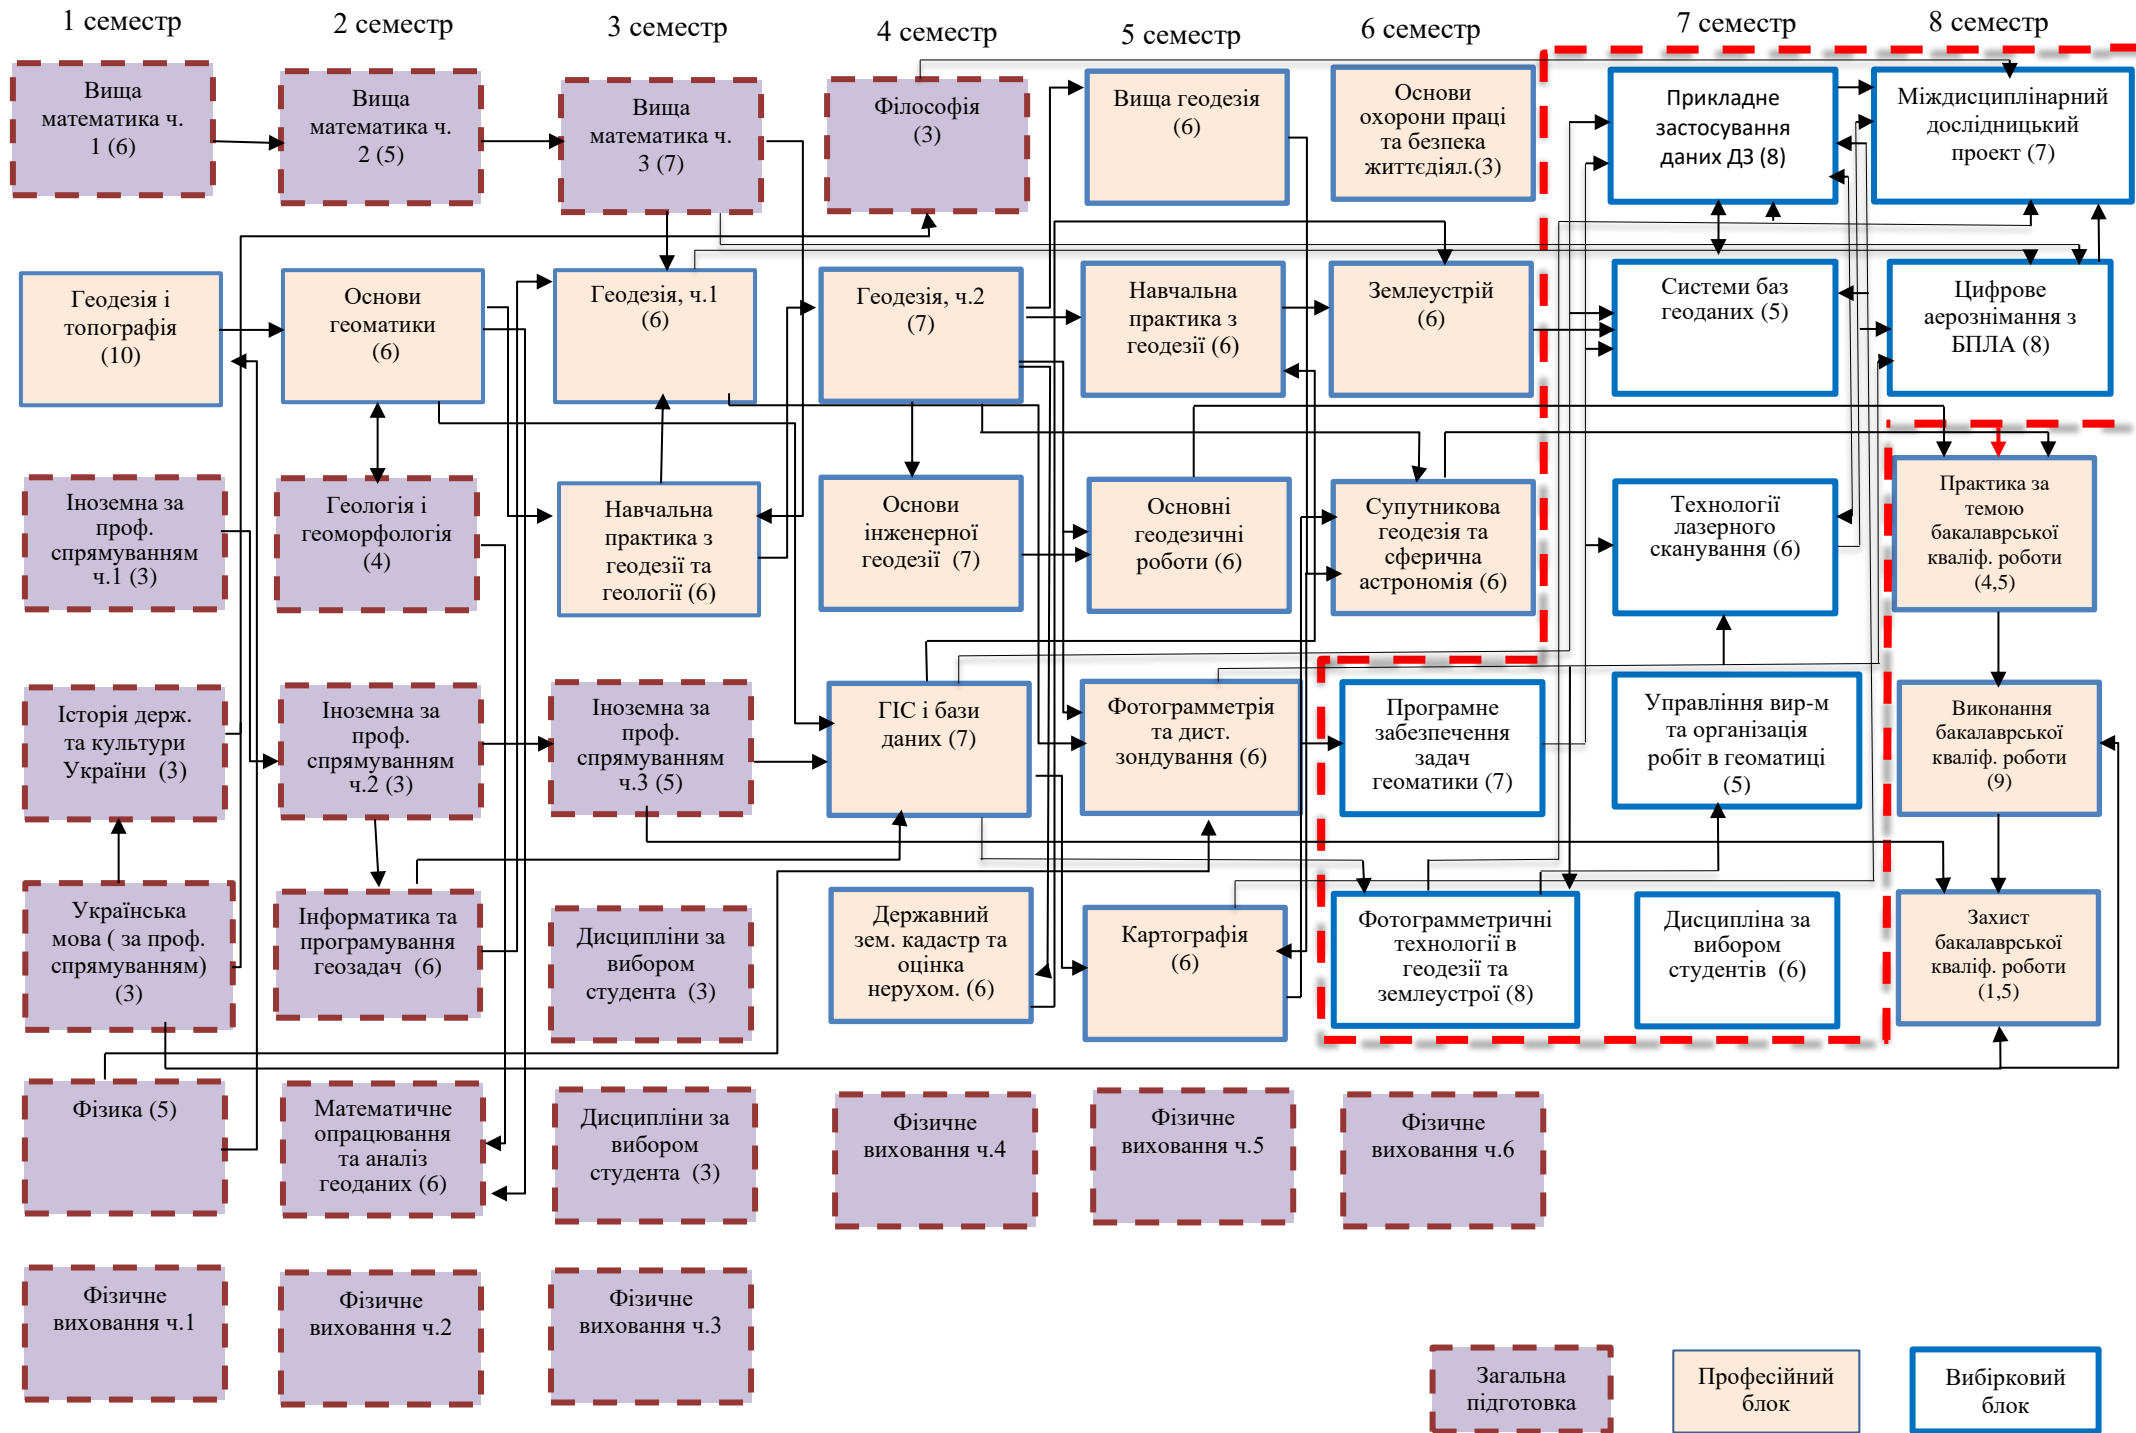 1 семестр
2 семестр
3 семестр
4 семестр
5 семестр
6 семестр
7 семестр
8 семестр
Вища
математика ч.
1 (6)
Вища
математика ч.
2 (5)
Вища
математика ч.
3 (7)
Філософія
(3)
Вища геодезія
(6)
Основи
охорони праці
та безпека
життєдіял.(3)
Прикладне
застосування
даних ДЗ (8)
Міждисциплінарний
дослідницький
проект (7)
Геодезія і
топографія
(10)
Основи
геоматики
(6)
Геодезія, ч.1
(6)
Геодезія, ч.2
(7)
Навчальна
практика з
геодезії (6)
Землеустрій
(6)
Системи баз
геоданих (5)
Цифрове
аерознімання з
БПЛА (8)
Іноземна за
проф.
спрямуванням
ч.1 (3)
Геологія і
геоморфологія
(4)
Навчальна
практика з
геодезії та
геології (6)
Основи
інженерної
геодезії (7)
Основні
геодезичні
роботи (6)
Супутникова
геодезія та
сферична
астрономія (6)
Технології
лазерного
сканування (6)
Практика за
темою
бакалаврської
кваліф. роботи
(4,5)
Історія держ.
та культури
України (3)
Іноземна за
проф.
спрямуванням
ч.2 (3)
Іноземна за
проф.
спрямуванням
ч.3 (5)
ГІС і бази
даних (7)
Фотограмметрія
та дист.
зондування (6)
Програмне
забезпечення
задач
геоматики (7)
Управління вир-м
та організація
робіт в геоматиці
(5)
Виконання
бакалаврської
кваліф. роботи
(9)
Українська
мова ( за проф.
спрямуванням)
(3)
Інформатика та
програмування
геозадач (6)
Дисципліни за
вибором
студента (3)
Державний
зем. кадастр та
оцінка
нерухом. (6)
Картографія
(6)
Фотограмметричні
технології в
геодезії та
землеустрої (8)
Дисципліна за
вибором
студентів (6)
Захист
бакалаврської
кваліф. роботи
(1,5)
Фізика (5)
Математичне
опрацювання
та аналіз
геоданих (6)
Дисципліни за
вибором
студента (3)
Фізичне
виховання ч.4
Фізичне
виховання ч.5
Фізичне
виховання ч.6
Фізичне
виховання ч.1
Фізичне
виховання ч.2
Фізичне
виховання ч.3
Загальна
підготовка
Професійний
блок
Вибірковий
блок